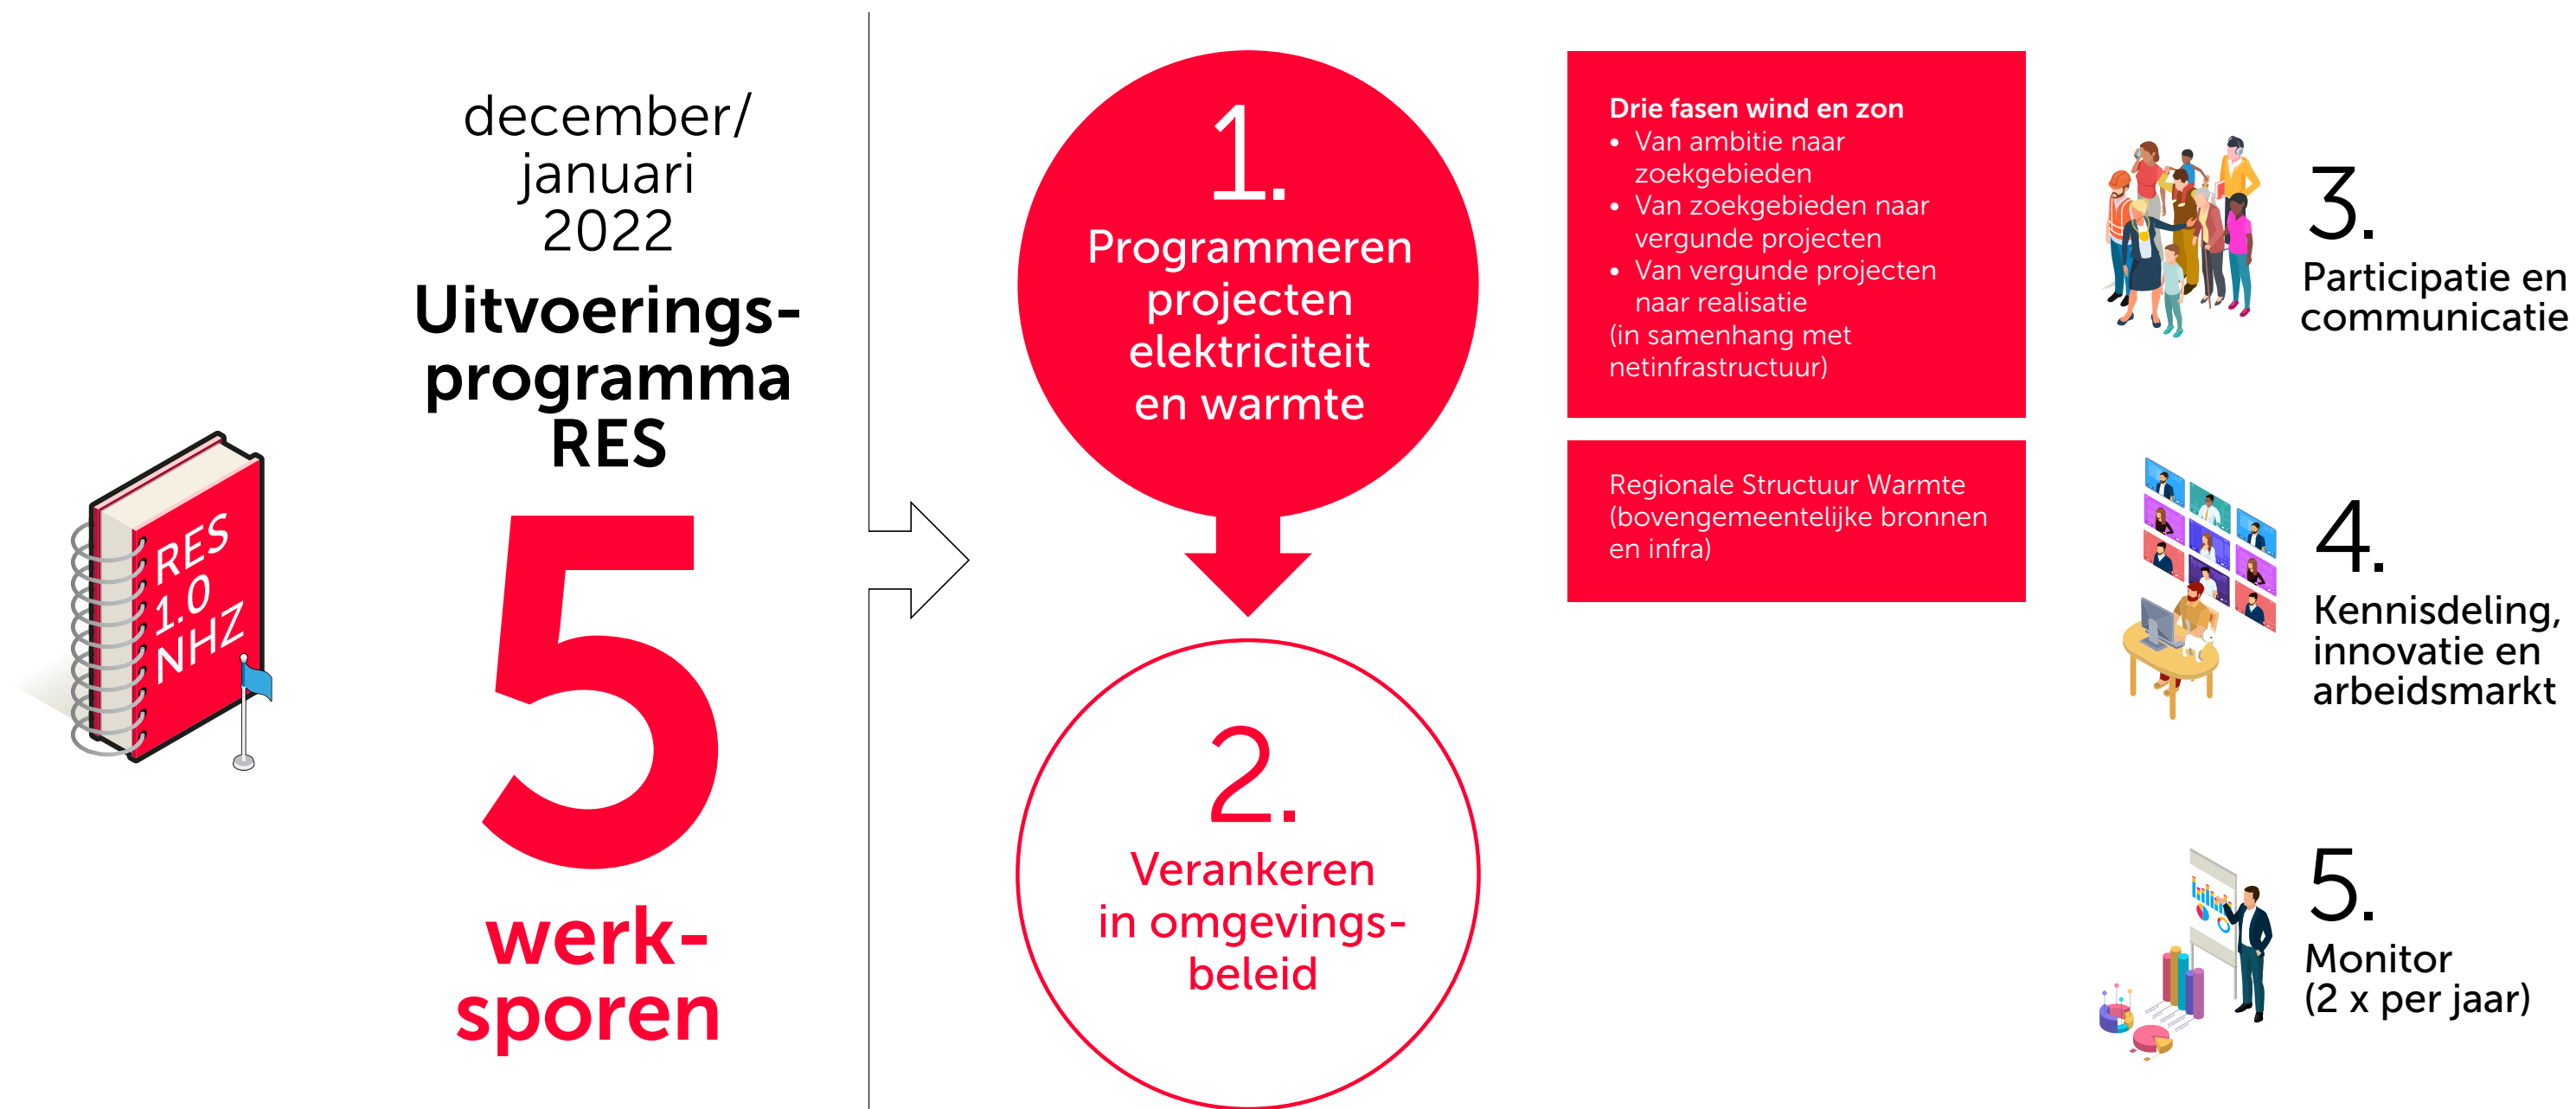 RES
1.0
NHZ
december/
januari
2022
Uitvoerings-
programma
RES
5
werk-
sporen
1.
Programmeren
projecten
elektriciteit
en warmte
2.
Verankeren
in omgevings-
beleid
Drie fasen wind en zon
• Van ambitie naar
zoekgebieden
• Van zoekgebieden naar
vergunde projecten
• Van vergunde projecten
naar realisatie
(in samenhang met
netinfrastructuur)
Regionale Structuur Warmte
(bovengemeentelijke bronnen
en infra)
3.
Participatie en
communicatie
4.
Kennisdeling,
innovatie en
arbeidsmarkt
5.
Monitor
(2 x per jaar)